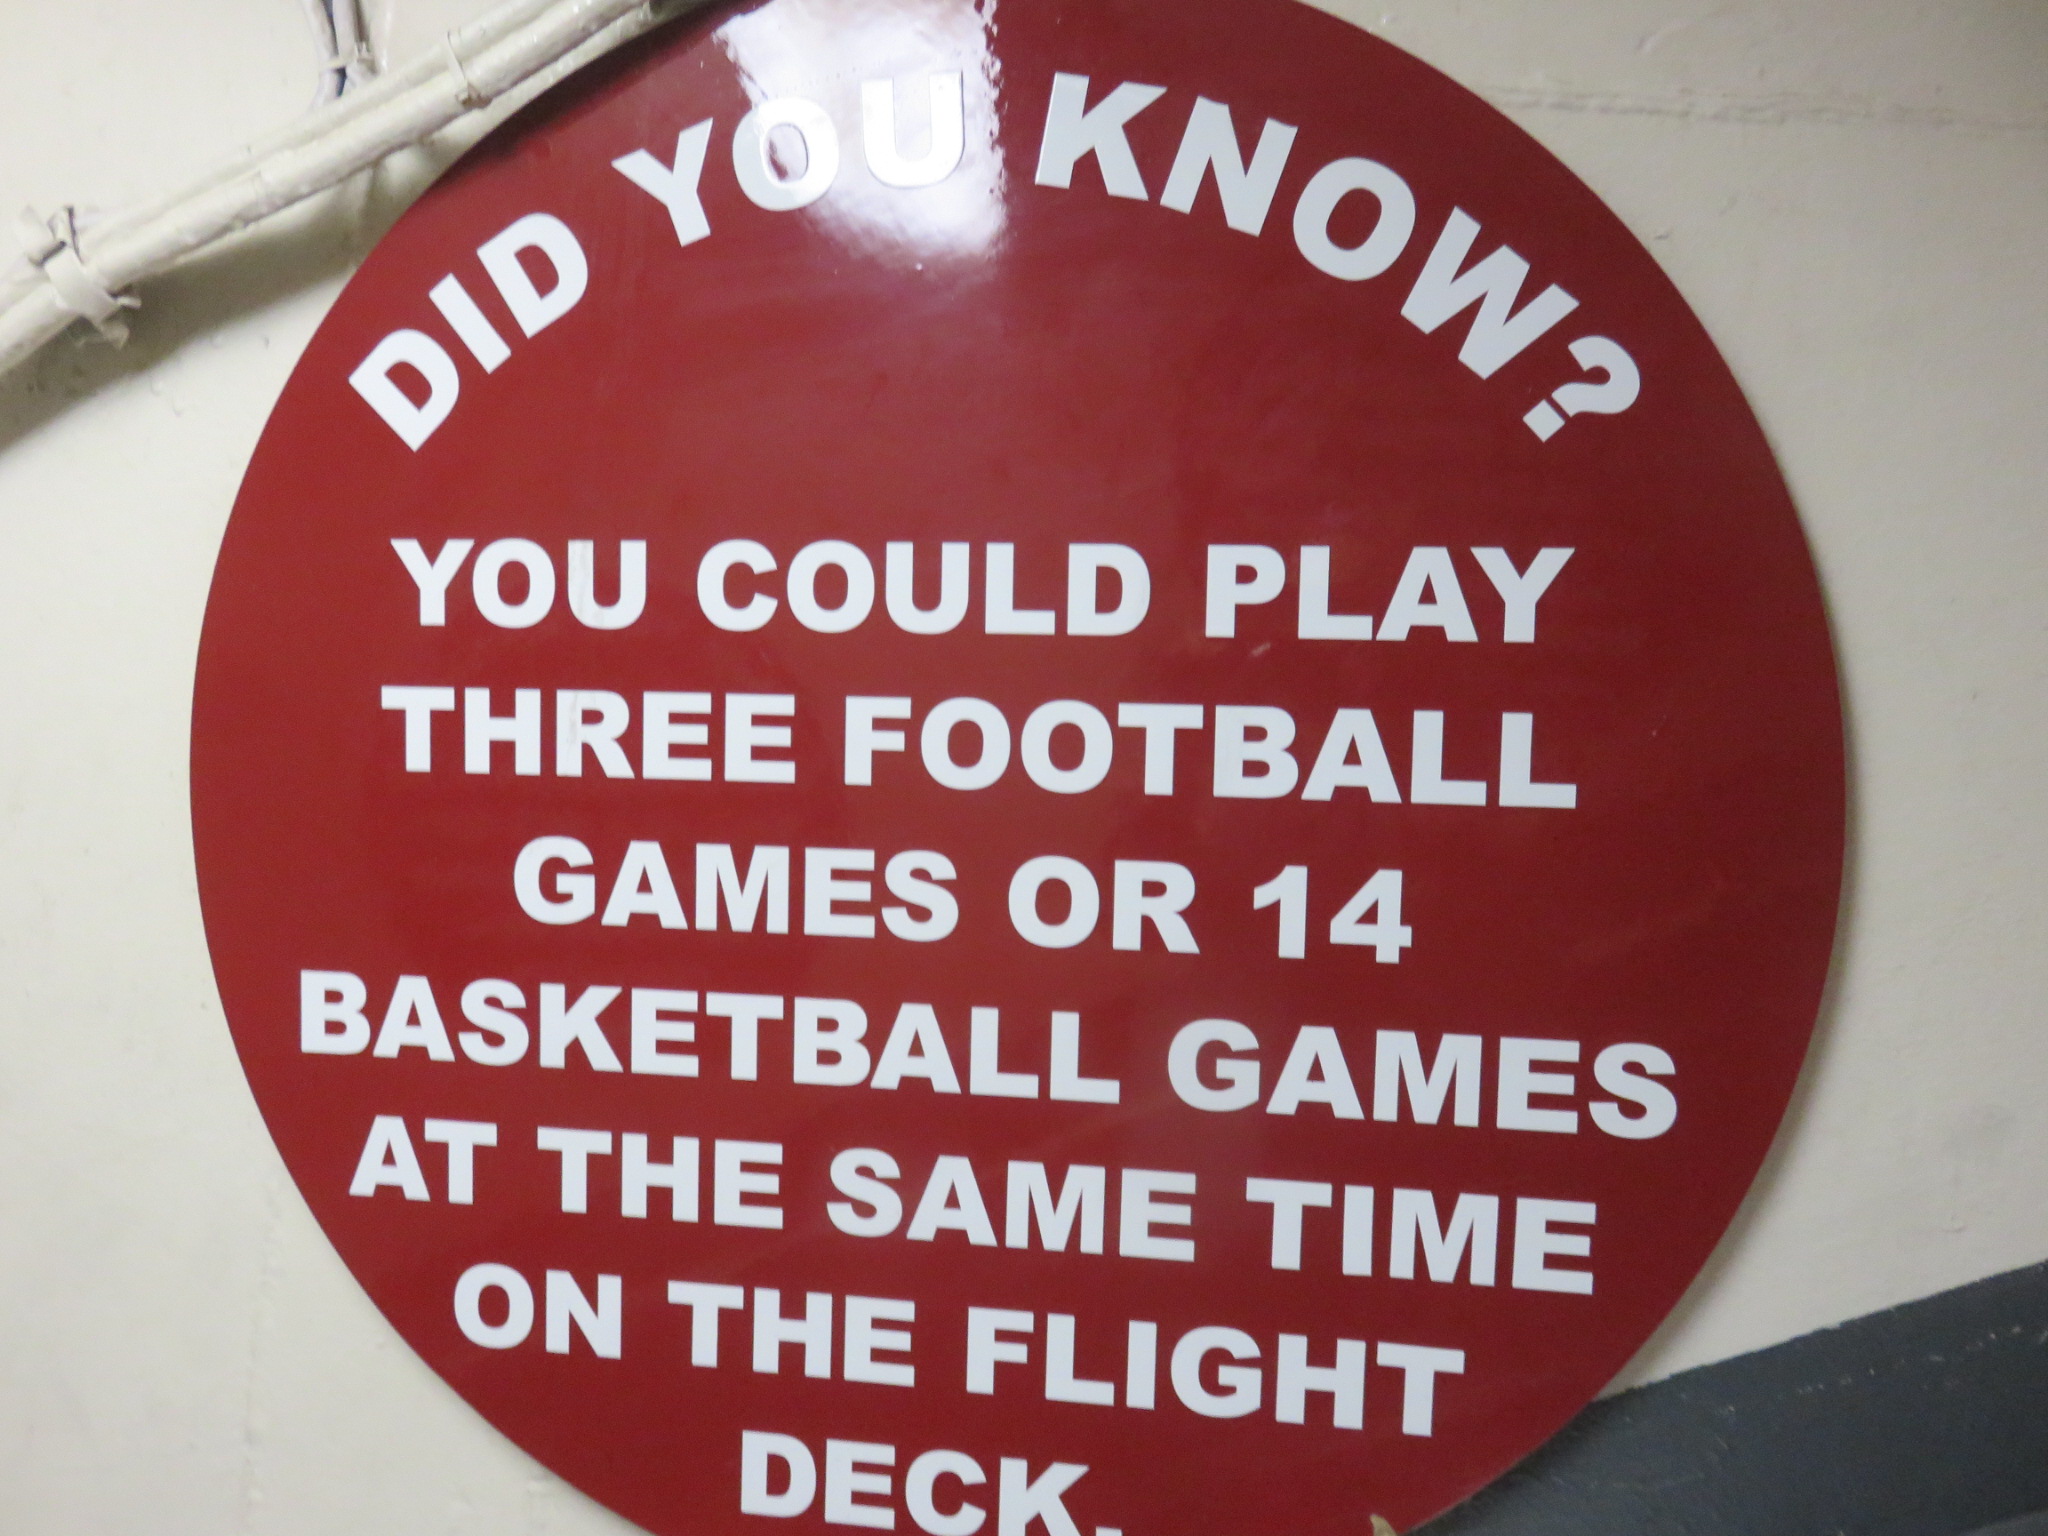 DID YOU KNOW?
YOU COULD PLAY
THREE FOOTBALL
GAMES OR 14
BASKETBALL GAMES
AT THE SAME TIME
ON THE FLIGHT
DECK.